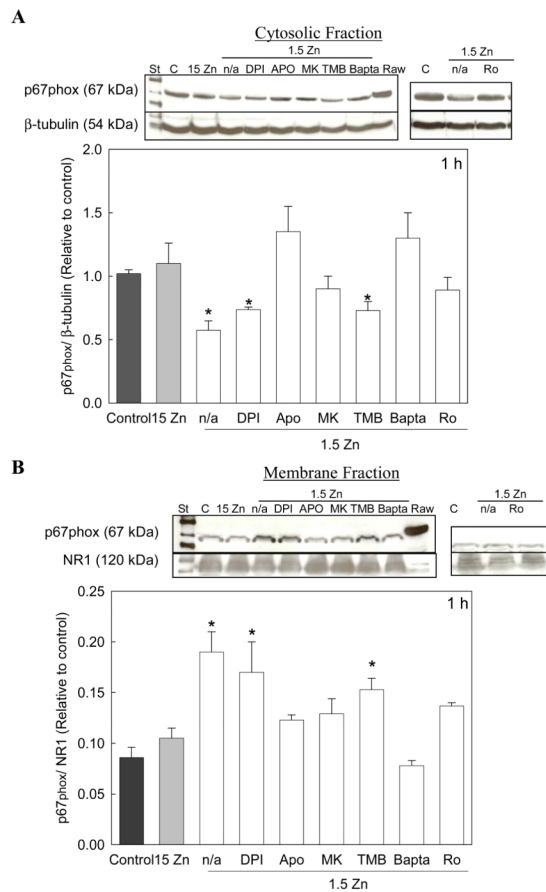 A
Cytosolic Fraction
1.5 Zn
1.5 Zn
St C 15 Zn n/a DPI APO MK TMB Bapta Raw
C n/a Ro
p67phox (67 kDa)
β-tubulin (54 kDa)
1 h
p67phox/ β-tubulin (Relative to control)
2.0
1.5
1.0
0.5
0.0
* * *
Control 15 Zn n/a DPI Apo MK TMB Bapta Ro
1.5 Zn
B
Membrane Fraction
1.5 Zn
1.5 Zn
St C 15 Zn n/a DPI APO MK TMB Bapta Raw
C n/a Ro
p67phox (67 kDa)
NR1 (120 kDa)
1 h
p67phox/ NR1 (Relative to control)
0.25
0.20
0.15
0.10
0.05
0.00
* * *
Control 15 Zn n/a DPI Apo MK TMB Bapta Ro
1.5 Zn